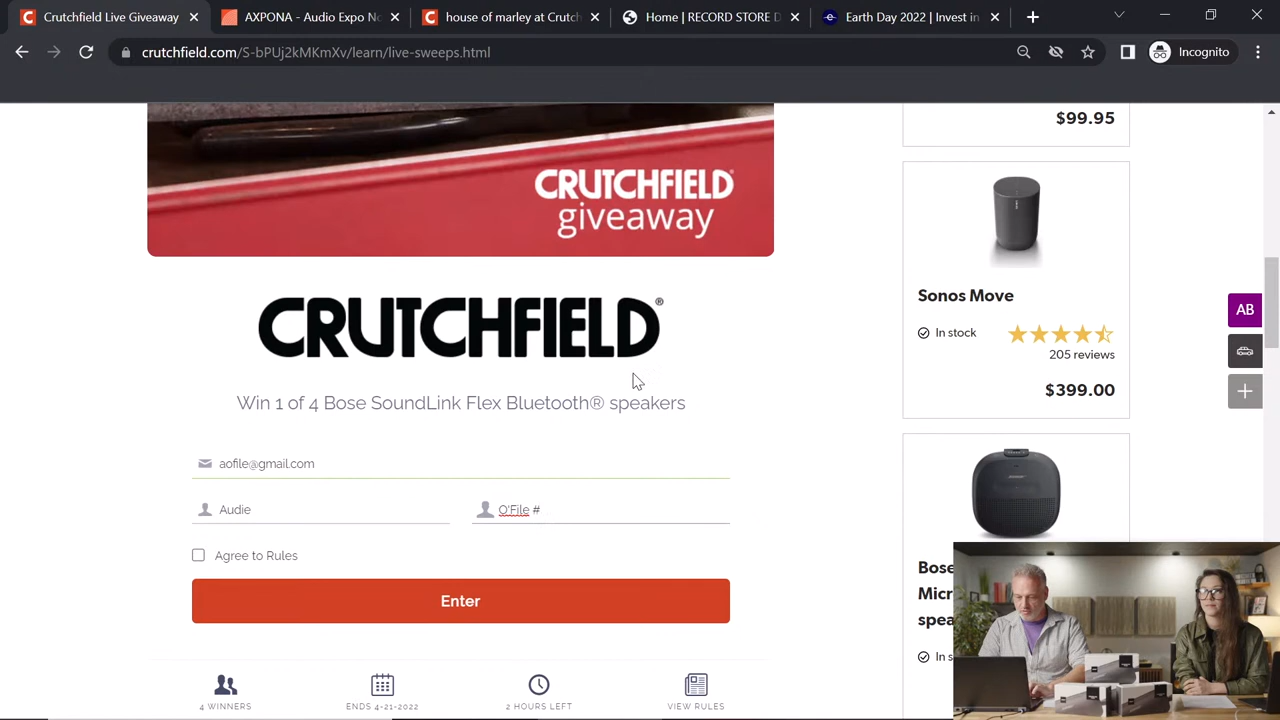 Crutchfield Live Giveaway
AXPONA - Audio Expo No
house of marley at Crutch
Home | RECORD STORE D
Earth Day 2022 | Invest in
crutchfield.com/S-bPUj2kMKmXv/learn/live-sweeps.html
Incognito
CRUTCHFIELD
giveaway
CRUTCHFIELD®
Win 1 of 4 Bose SoundLink Flex Bluetooth® speakers
aofile@gmail.com
Audie
O'File #
Agree to Rules
Enter
4 WINNERS
ENDS 4-21-2022
2 HOURS LEFT
VIEW RULES
$99.95
Sonos Move
In stock
205 reviews
$399.00
Bose
Micr
spea
In s
AB